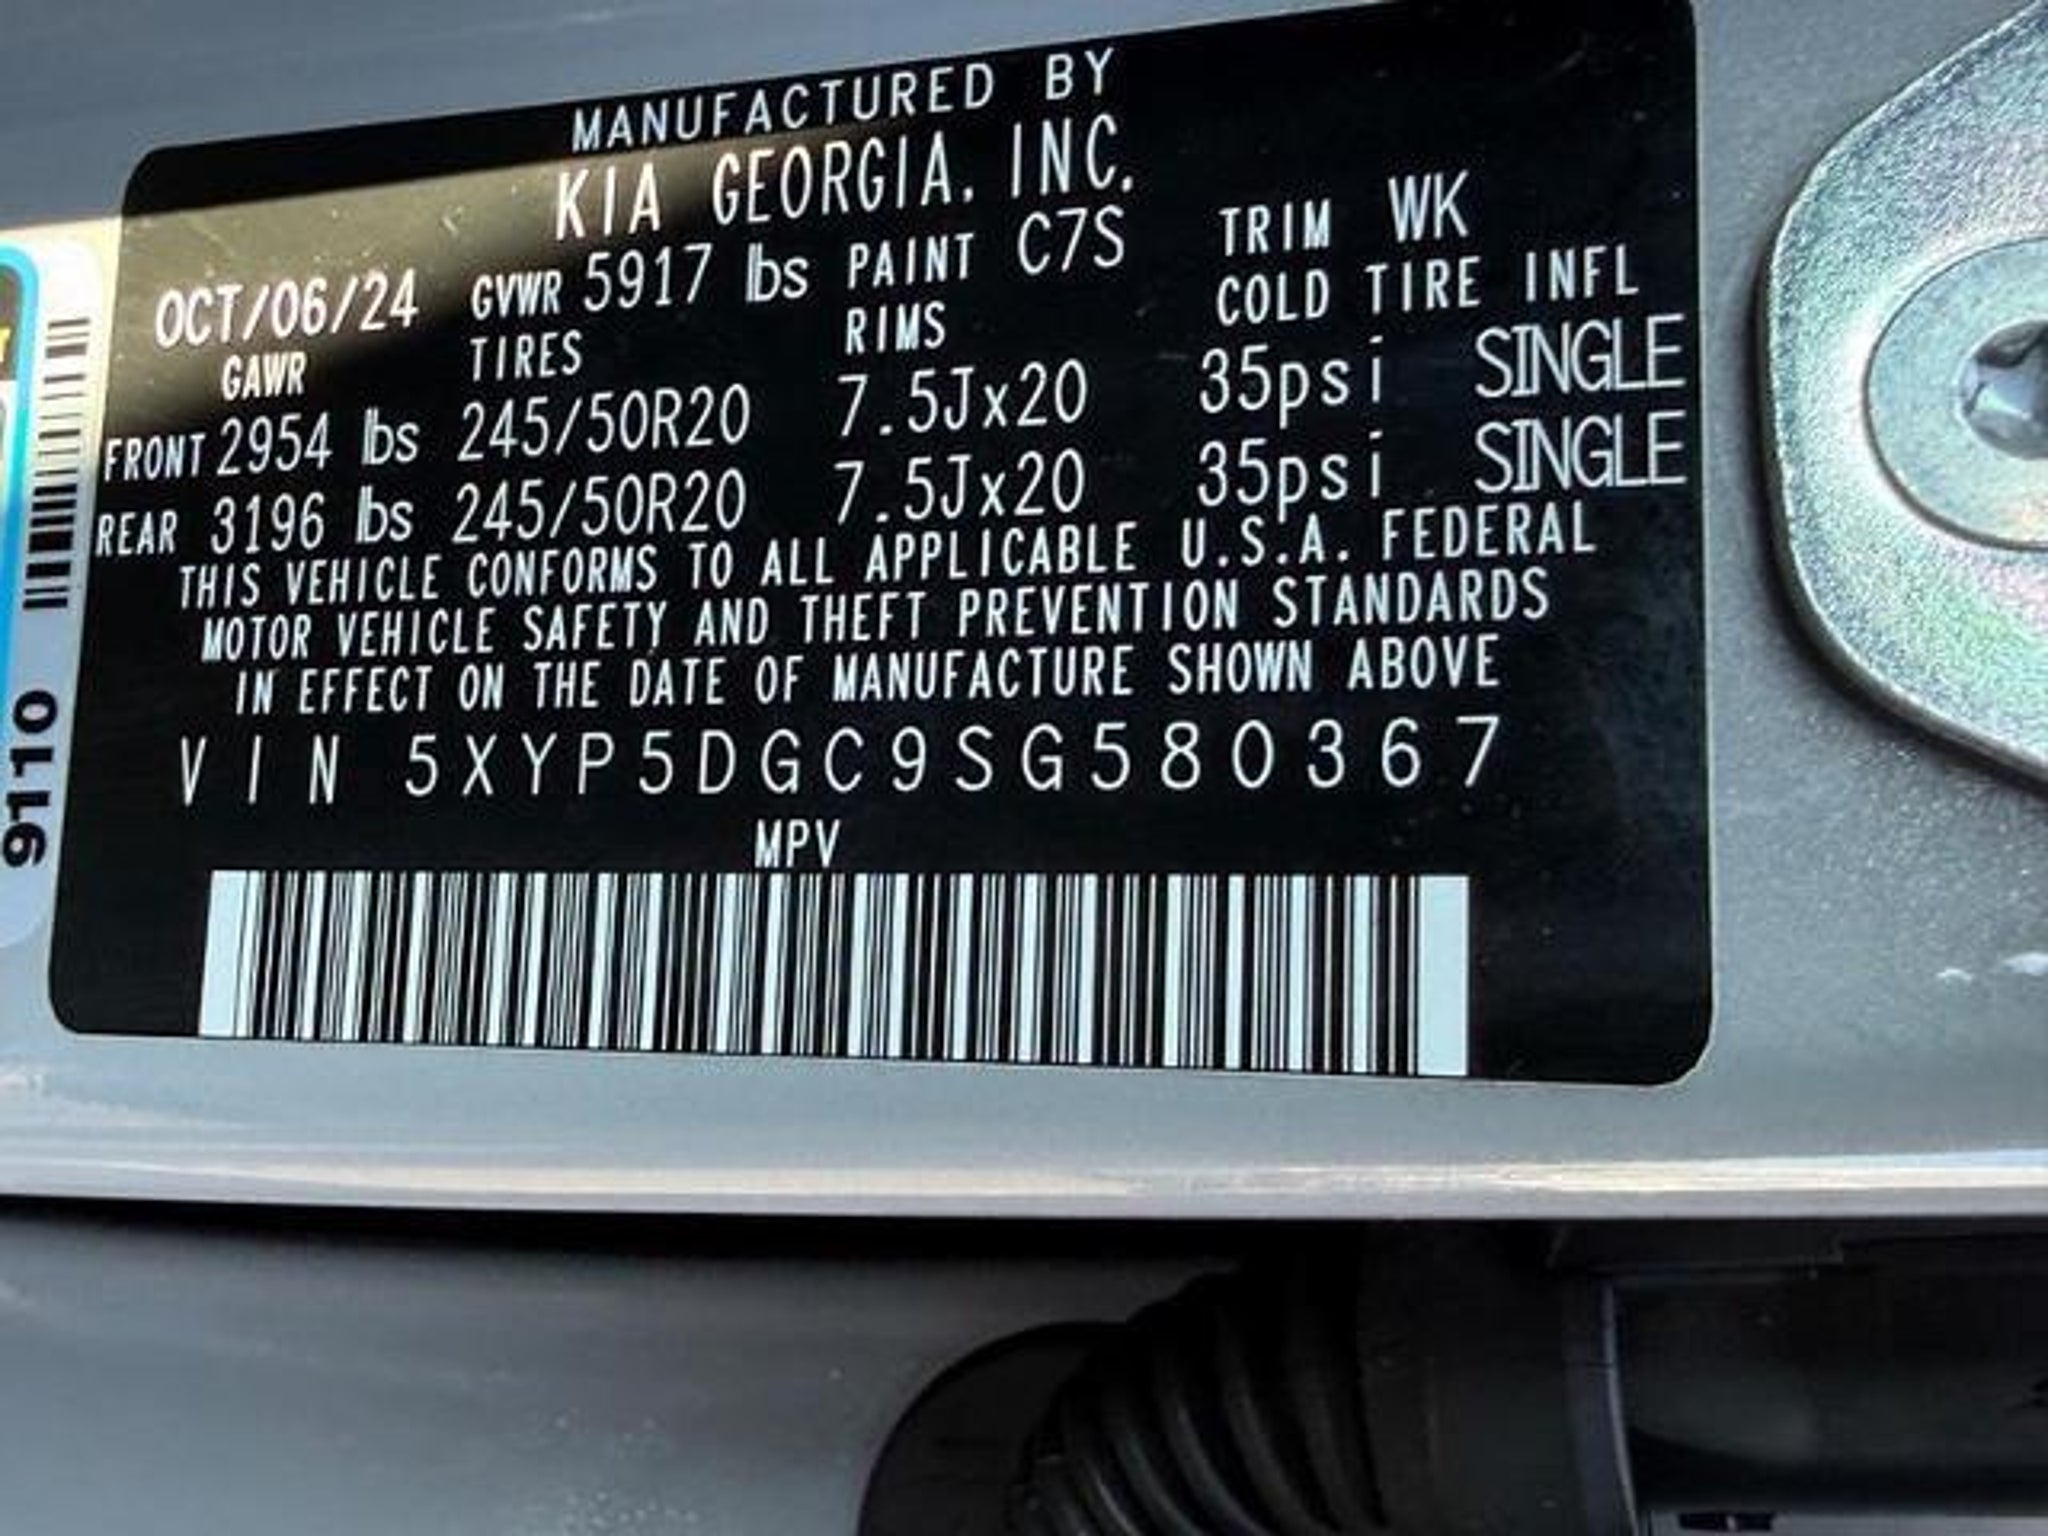 MANUFACTURED BY
KIA GEORGIA, INC.
OCT/06/24 GVWR 5917 lbs PAINT C7S TRIM WK
GAWR TIRES RIMS COLD TIRE INFL
FRONT 2954 lbs 245/50R20 7.5Jx20 35psi SINGLE
REAR 3196 lbs 245/50R20 7.5Jx20 35psi SINGLE
THIS VEHICLE CONFORMS TO ALL APPLICABLE U.S.A. FEDERAL
MOTOR VEHICLE SAFETY AND THEFT PREVENTION STANDARDS
IN EFFECT ON THE DATE OF MANUFACTURE SHOWN ABOVE
VIN 5XYP5DGC9SG580367
MPV
9110